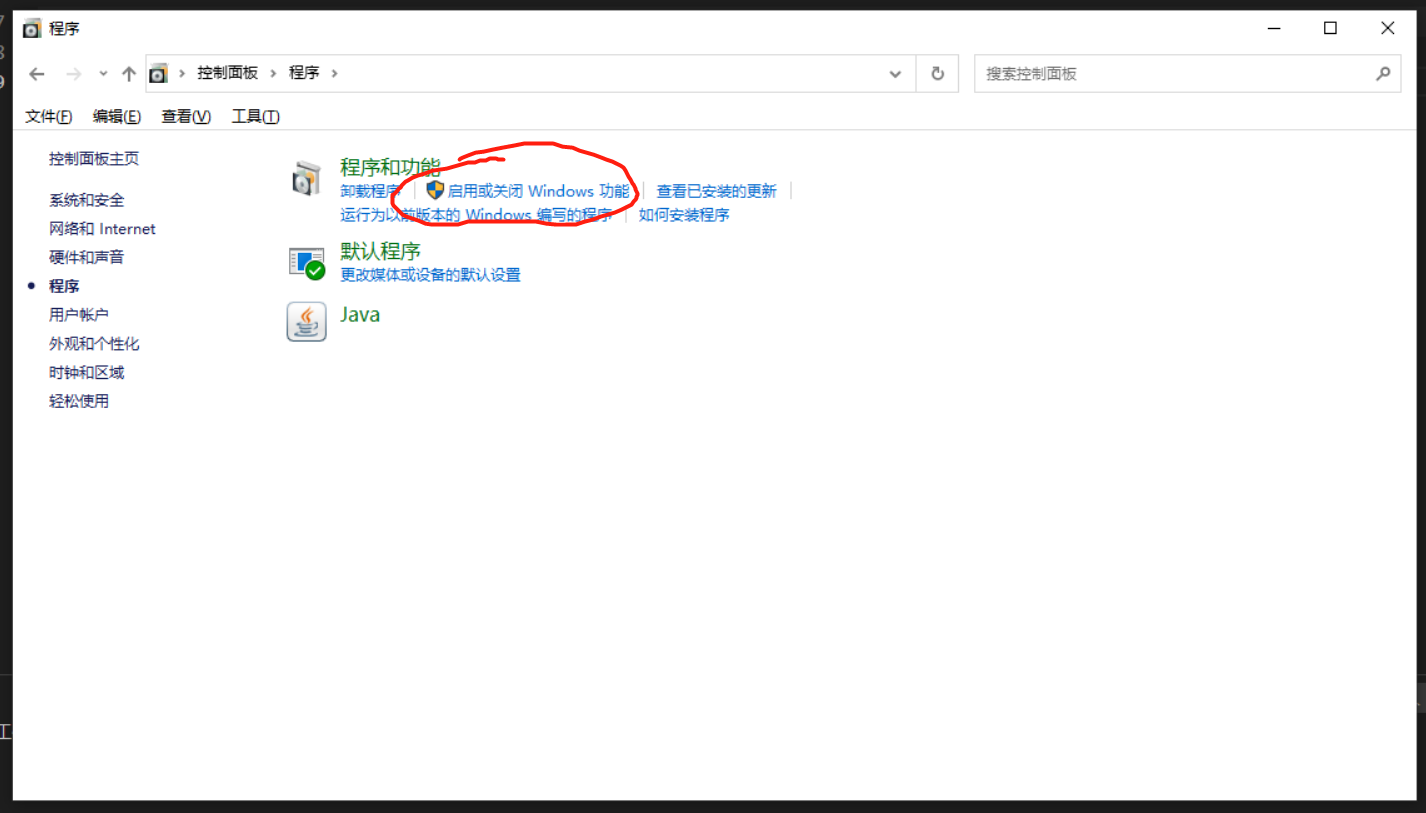 程序
控制面板 程序
搜索控制面板
文件(F) 编辑(E) 查看(V) 工具(T)
控制面板主页
系统和安全
网络和 Internet
硬件和声音
程序
用户帐户
外观和个性化
时钟和区域
轻松使用
程序和功能
卸载程序 启用或关闭 Windows 功能 查看已安装的更新
运行为以前版本的 Windows 编写的程序 如何安装程序
默认程序
更改媒体或设备的默认设置
Java